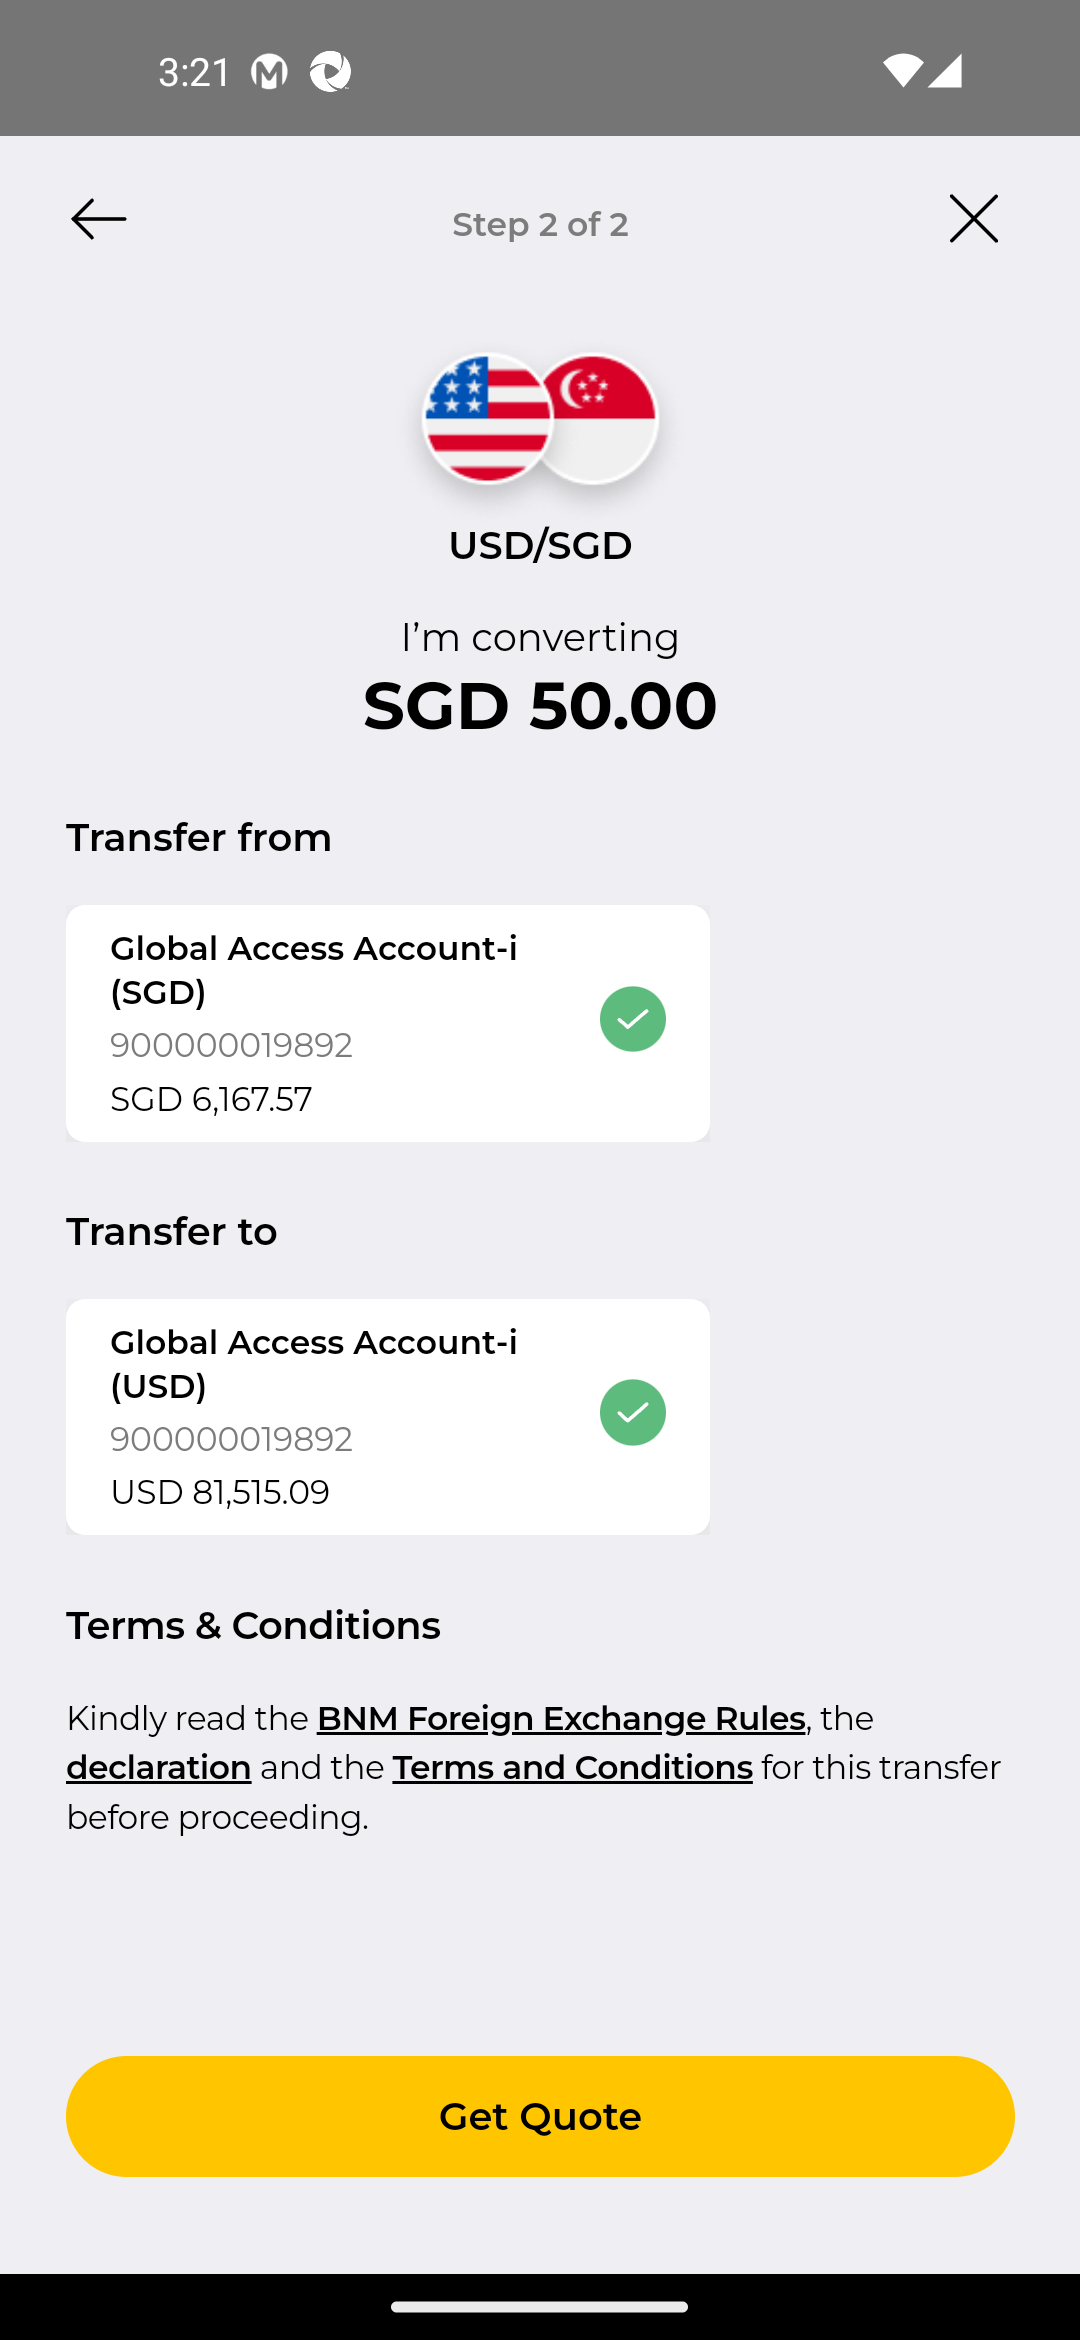 3:21
Step 2 of 2
USD/SGD
I’m converting
SGD 50.00
Transfer from
Global Access Account-i
(SGD)
900000019892
SGD 6,167.57
Transfer to
Global Access Account-i
(USD)
900000019892
USD 81,515.09
Terms & Conditions
Kindly read the BNM Foreign Exchange Rules, the
declaration and the Terms and Conditions for this transfer
before proceeding.
Get Quote